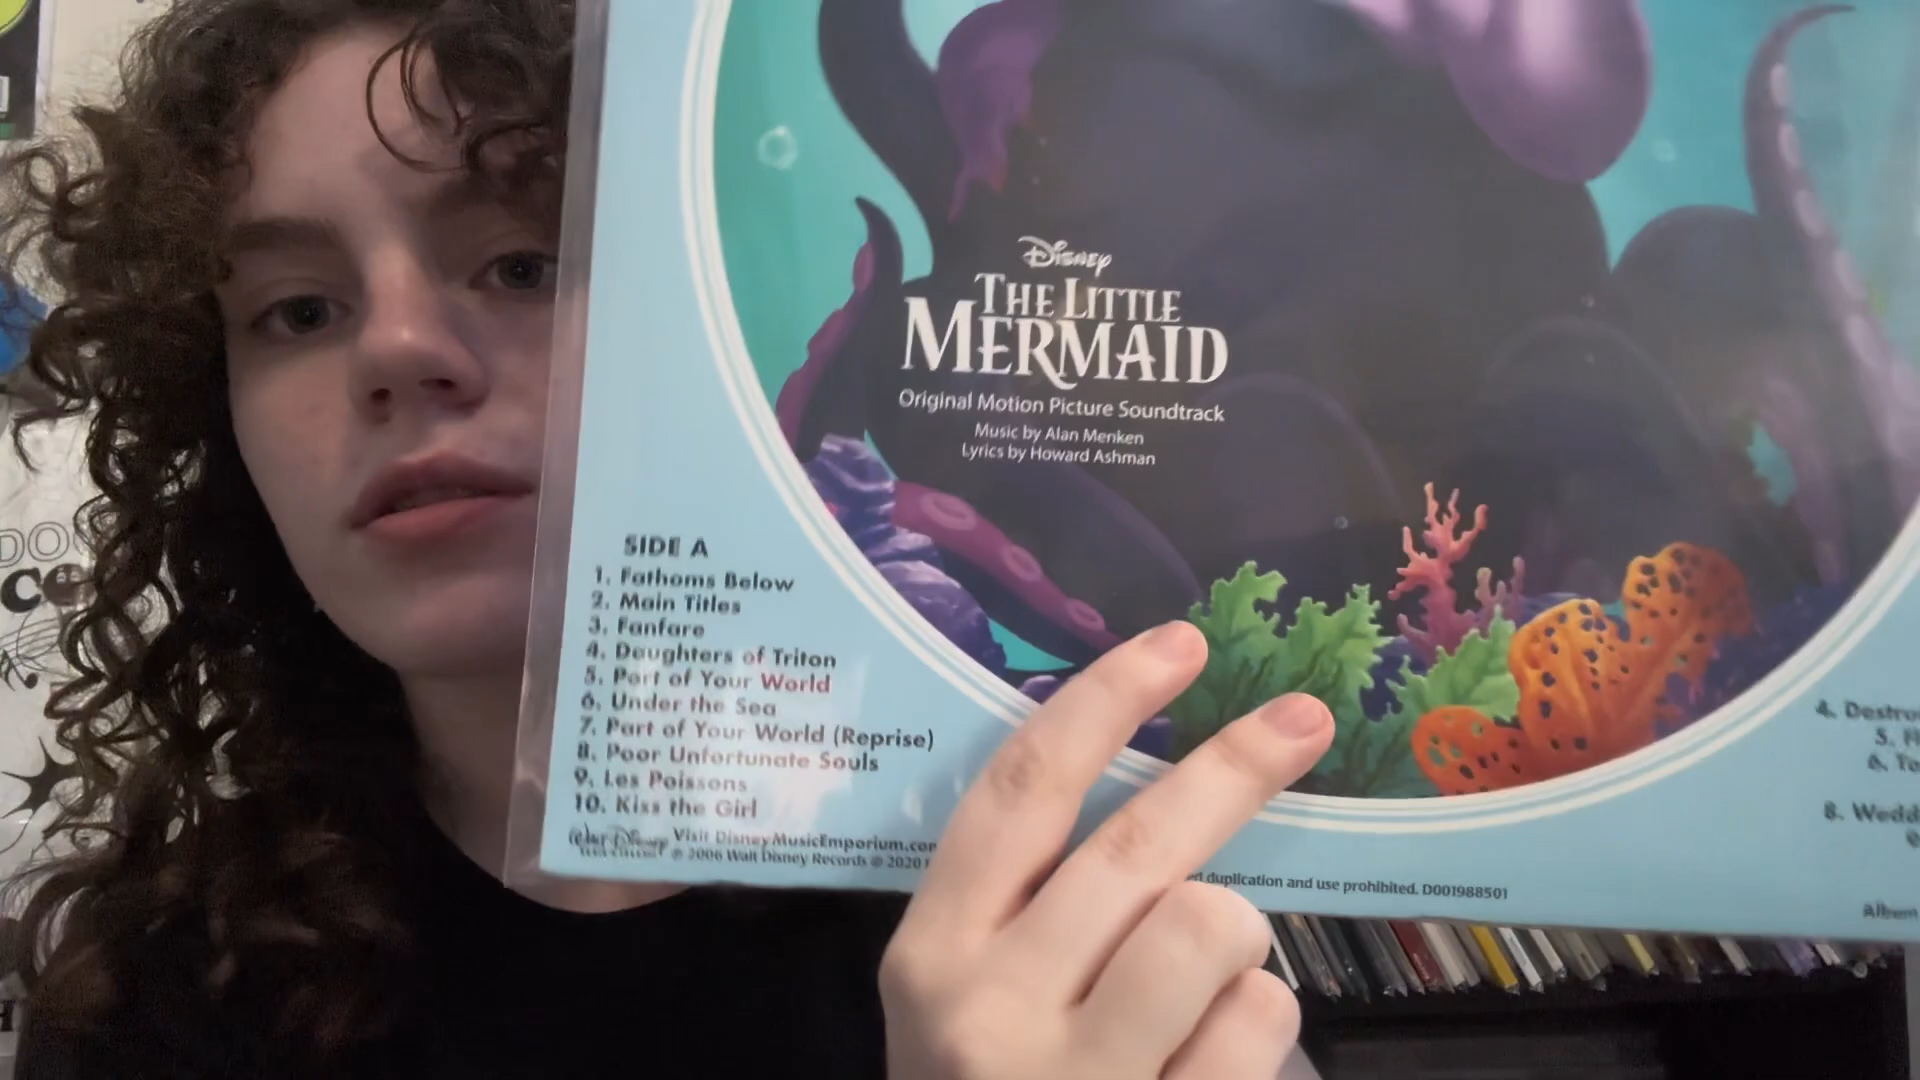 Disney
THE LITTLE
MERMAID
Original Motion Picture Soundtrack
Music by Alan Menken
Lyrics by Howard Ashman
SIDE A
1. Fathoms Below
2. Main Titles
3. Fanfare
4. Daughters of Triton
5. Part of Your World
6. Under the Sea
7. Part of Your World (Reprise)
8. Poor Unfortunate Souls
9. Les Poissons
10. Kiss the Girl
Walt Disney
Visit DisneyMusicEmporium.com
℗ 2006 Walt Disney Records © 2020
duplication and use prohibited. D001988501
4.
5.
6.
8.
Album